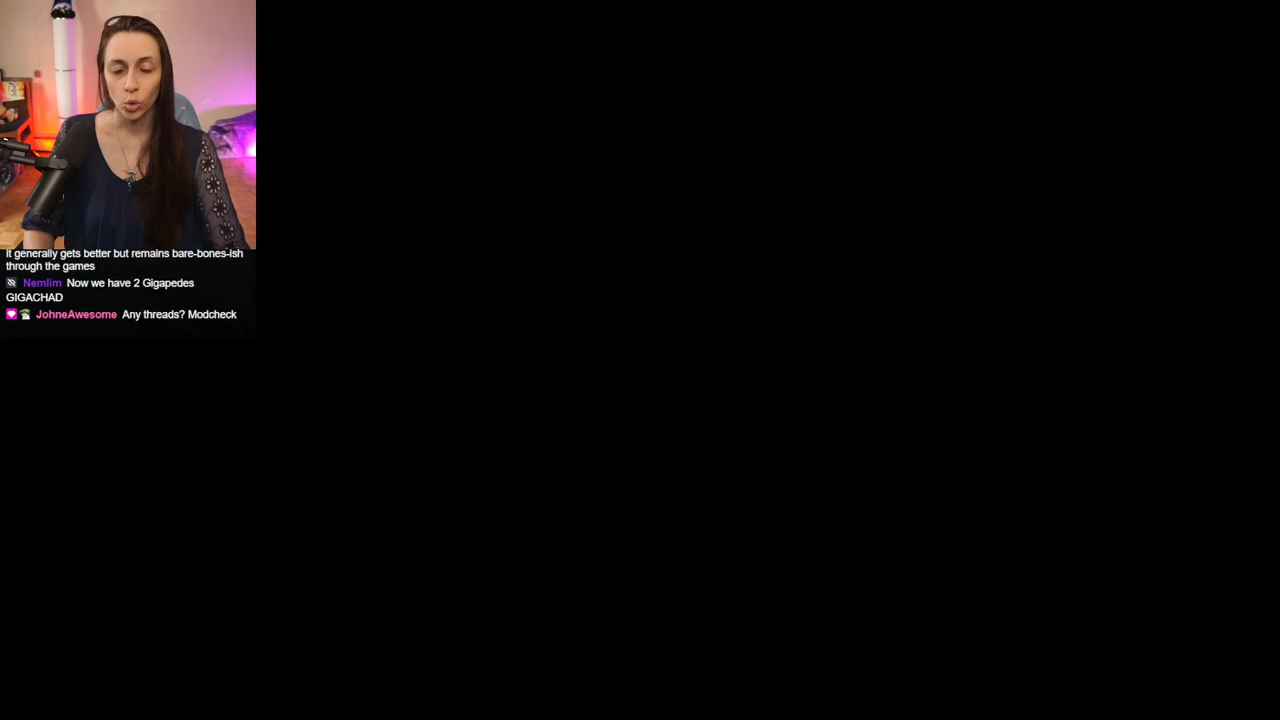 It generally gets better but remains bare-bones-ish
through the games
Nemlim Now we have 2 Gigapedes
GIGACHAD
JohneAwesome Any threads? Modcheck